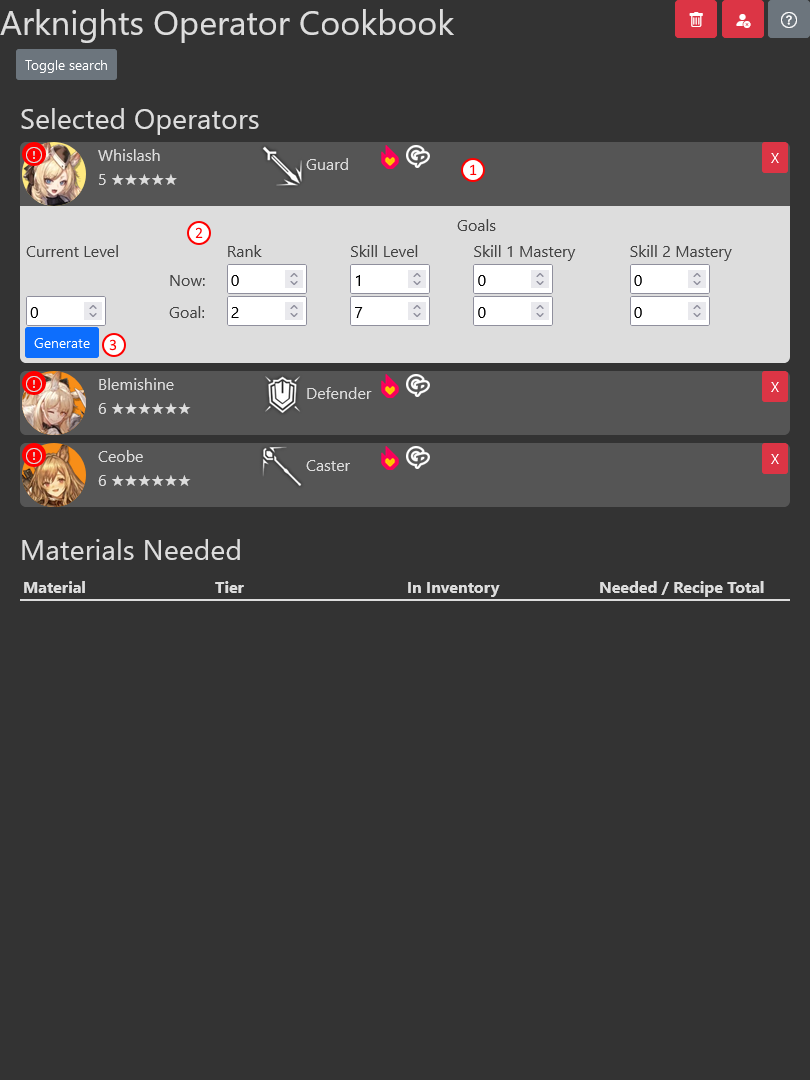 Arknights Operator Cookbook
Toggle search
Selected Operators
Whislash
5 ★★★★★
Guard
1
X
2
Goals
Current Level
Rank
Skill Level
Skill 1 Mastery
Skill 2 Mastery
Now:
0
1
0
0
0
Goal:
2
7
0
0
Generate
3
Blemishine
6 ★★★★★★
Defender
X
Ceobe
6 ★★★★★★
Caster
X
Materials Needed
Material
Tier
In Inventory
Needed / Recipe Total